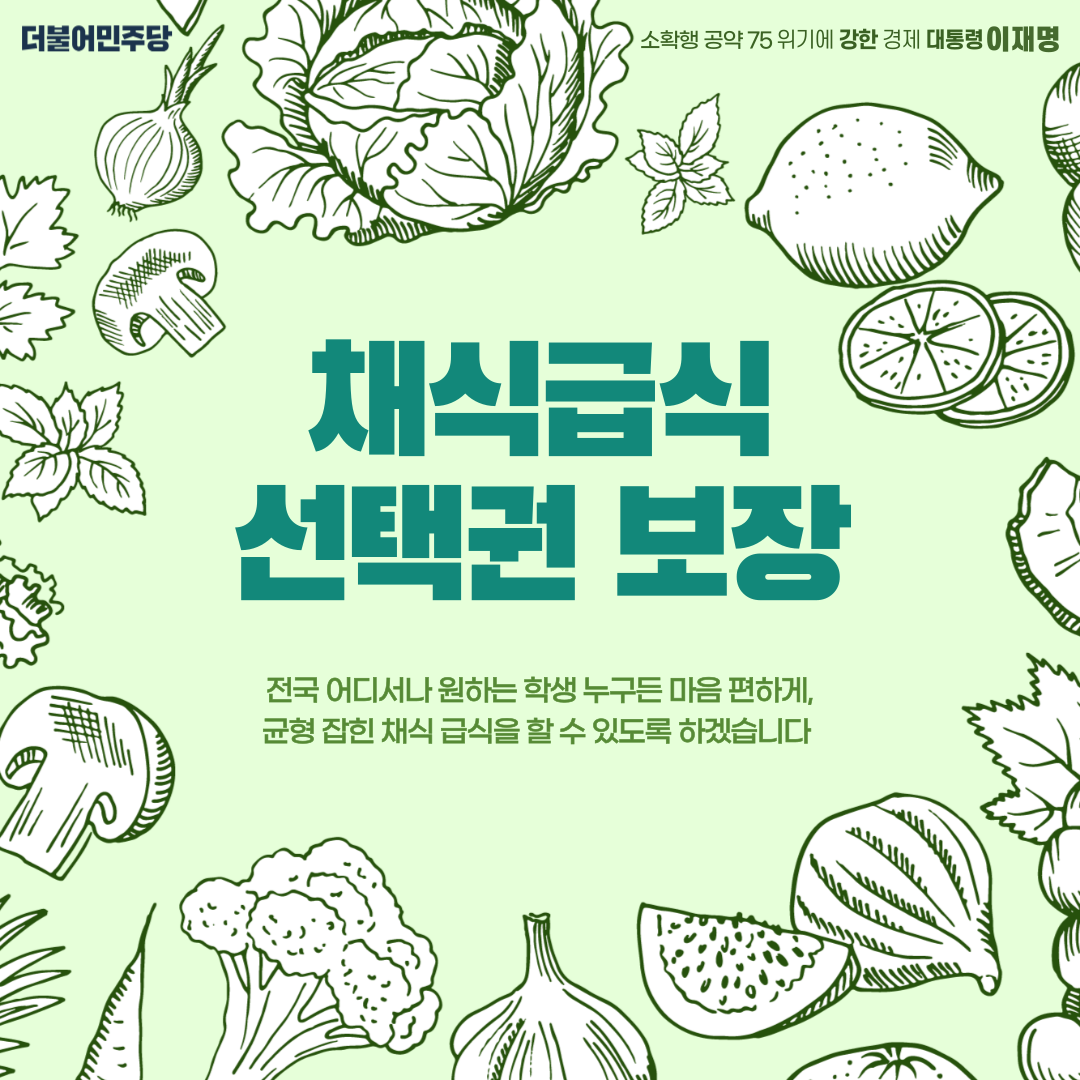 더불어민주당
소확행 공약 75 위기에 강한 경제 대통령 이재명
채식급식
선택권 보장
전국 어디서나 원하는 학생 누구든 마음 편하게,
균형 잡힌 채식 급식을 할 수 있도록 하겠습니다